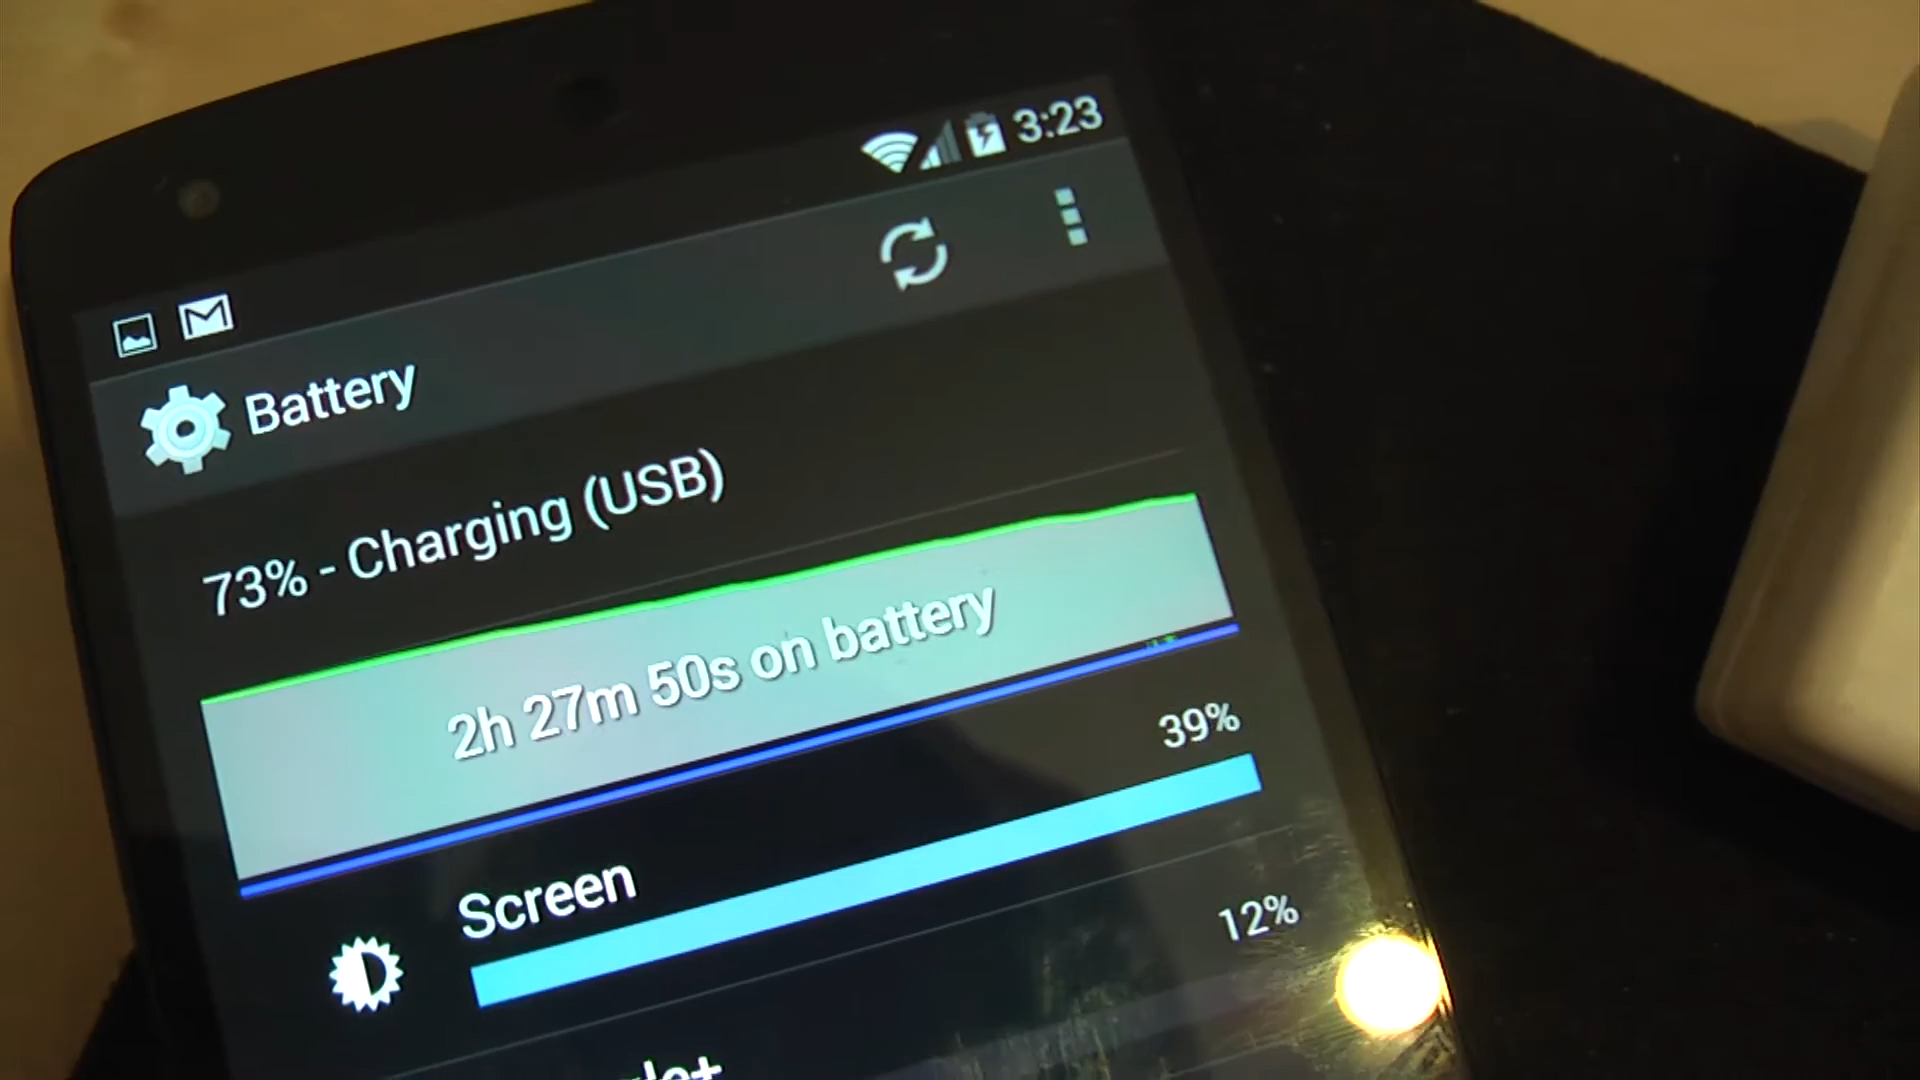 3:23
Battery
73% - Charging (USB)
2h 27m 50s on battery
39%
Screen
12%